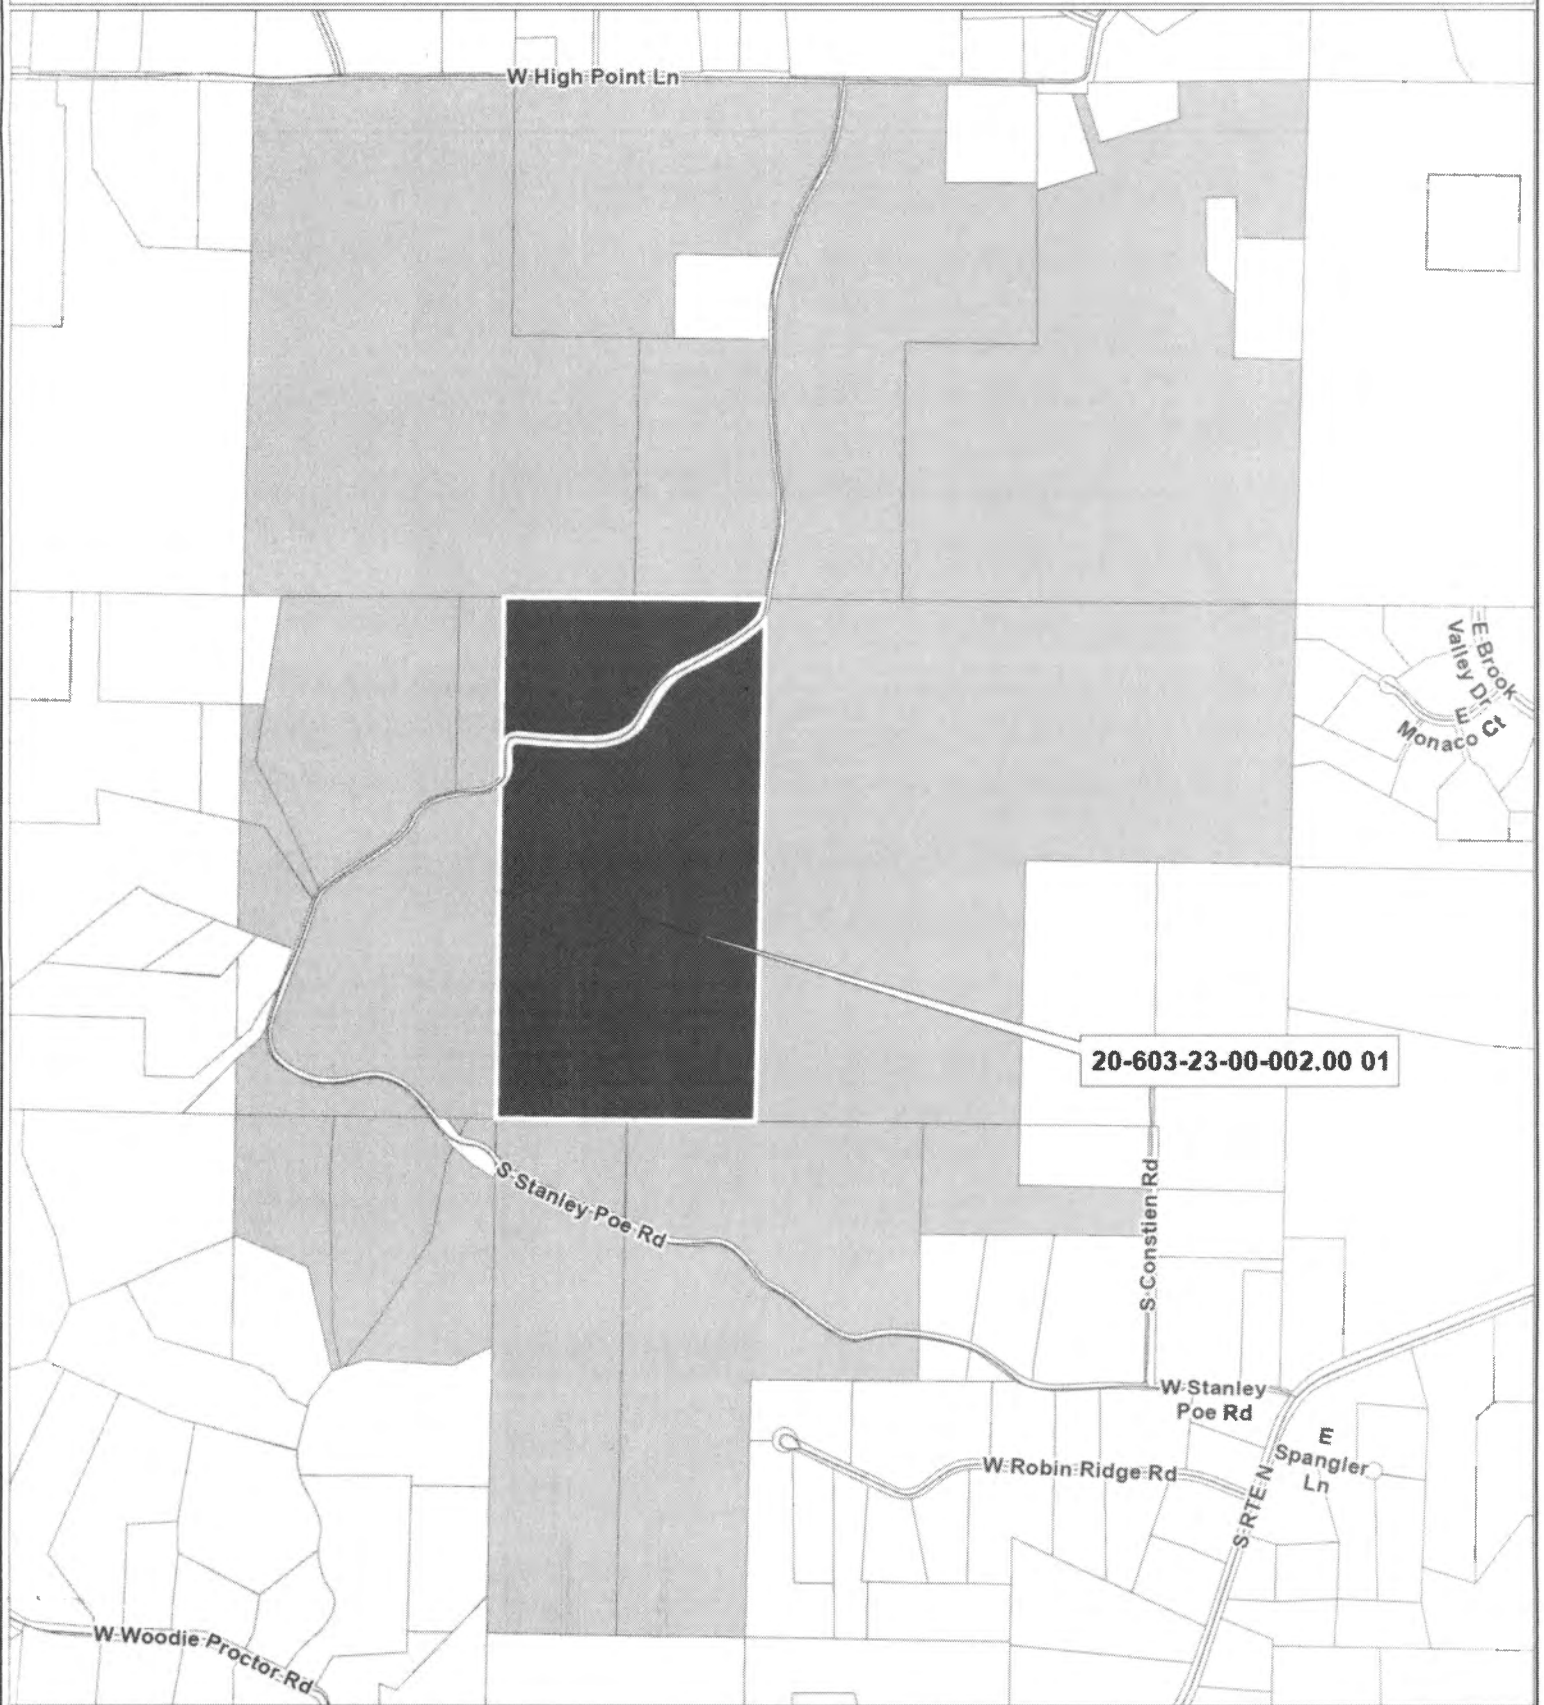 W High Point Ln
E Brook
Valley Dr
E
Monaco Ct
20-603-23-00-002.00 01
S Stanley Poe Rd
S Constien Rd
W Stanley
Poe Rd
E
Spangler
Ln
W Robin Ridge Rd
S RTE N
W Woodie Proctor Rd